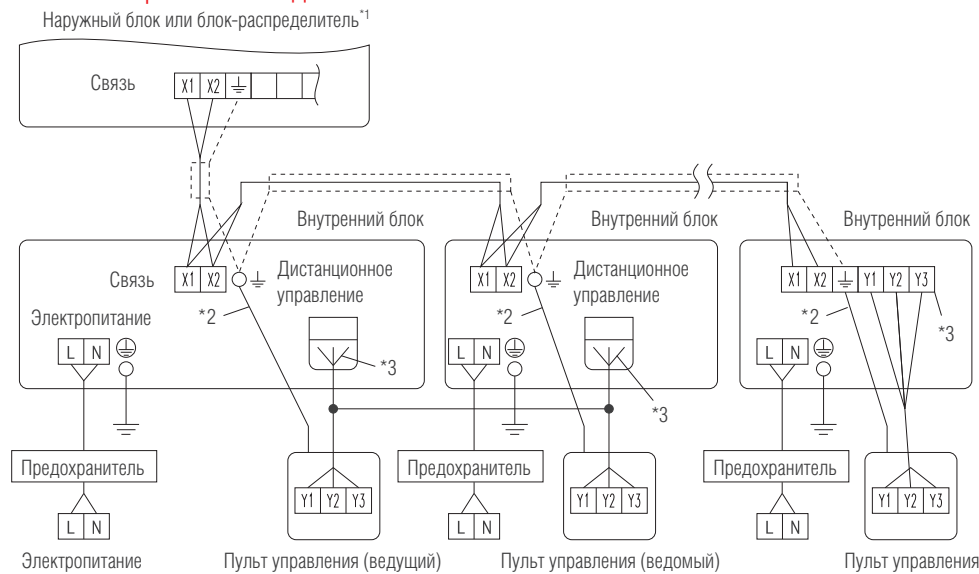 Наружный блок или блок-распределитель*1
Связь
X1 X2
Внутренний блок
Внутренний блок
Внутренний блок
Связь
X1 X2
Дистанционное
управление
X1 X2
Дистанционное
управление
X1 X2 Y1 Y2 Y3
*2
*2
*2
*3
Электропитание
L N
*3
L N
*3
L N
Предохранитель
Предохранитель
Предохранитель
Y1 Y2 Y3
Y1 Y2 Y3
Y1 Y2 Y3
L N
L N
L N
Электропитание
Пульт управления (ведущий)
Пульт управления (ведомый)
Пульт управления